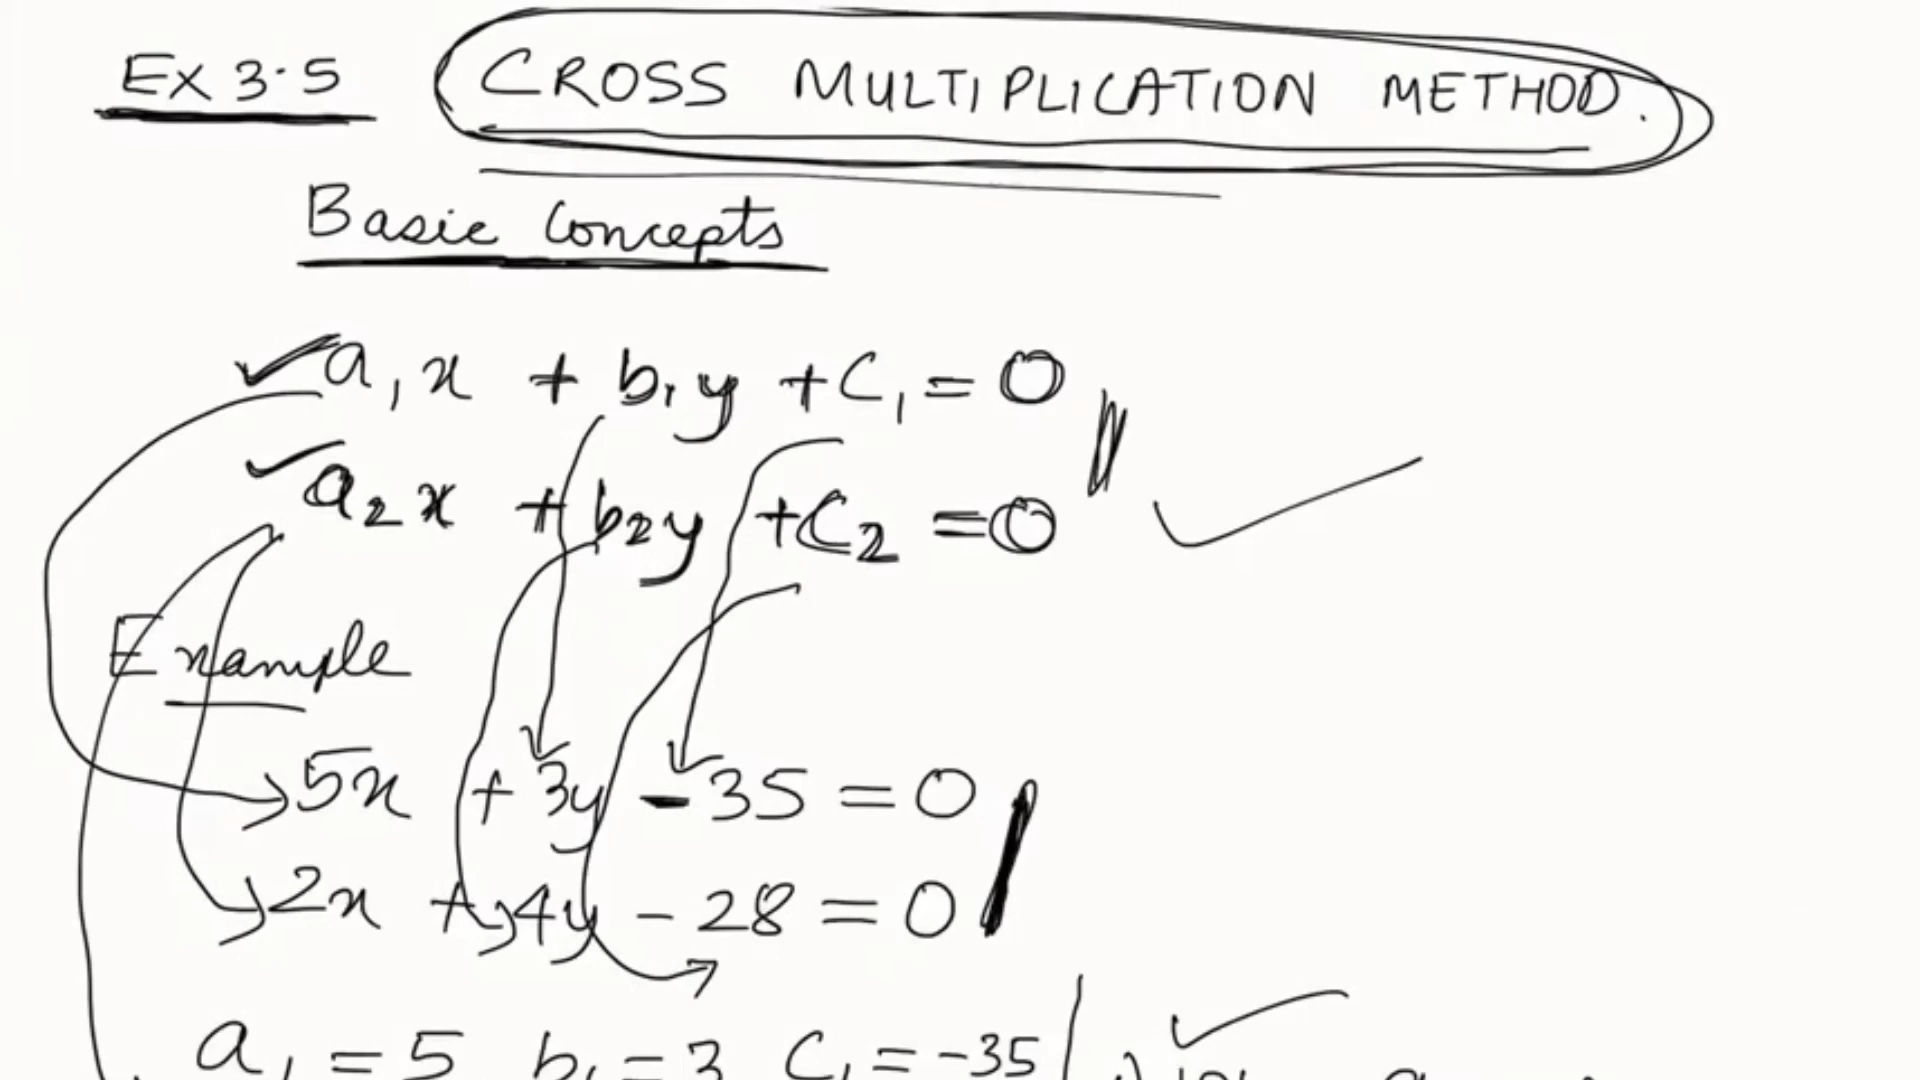 Ex 3.5 CROSS MULTIPLICATION METHOD.
Basic Concepts
a₁x + b₁y + C₁ = 0
a₂x + b₂y + C₂ = 0
Example
5x + 3y - 35 = 0
2x + 4y - 28 = 0
a₁ = 5 b₁ = 3 C₁ = -35